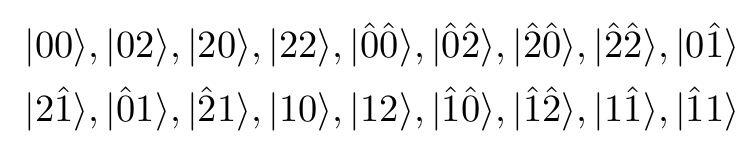 |00⟩, |02⟩, |20⟩, |22⟩, |0̂0̂⟩, |0̂2̂⟩, |2̂0̂⟩, |2̂2̂⟩, |01̂⟩
|21̂⟩, |0̂1⟩, |2̂1⟩, |10⟩, |12⟩, |1̂0̂⟩, |1̂2̂⟩, |11̂⟩, |1̂1⟩